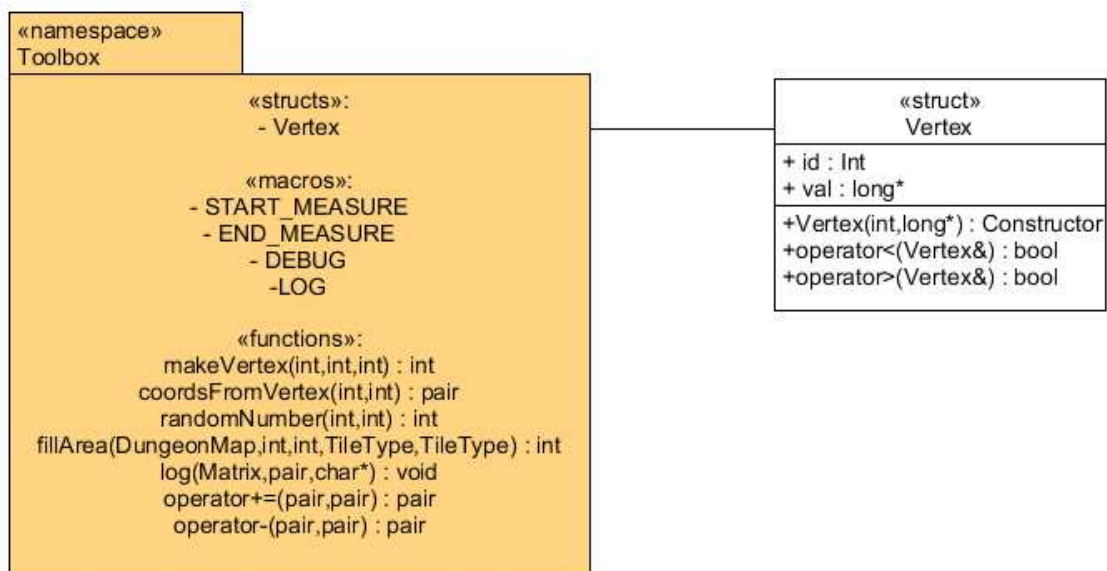 «namespace»
Toolbox
«structs»:
- Vertex
«macros»:
- START_MEASURE
- END_MEASURE
- DEBUG
-LOG
«functions»:
makeVertex(int,int,int) : int
coordsFromVertex(int,int) : pair
randomNumber(int,int) : int
fillArea(DungeonMap,int,int,TileType,TileType) : int
log(Matrix,pair,char*) : void
operator+=(pair,pair) : pair
operator-(pair,pair) : pair
«struct»
Vertex
+ id : Int
+ val : long*
+Vertex(int,long*) : Constructor
+operator<(Vertex&) : bool
+operator>(Vertex&) : bool